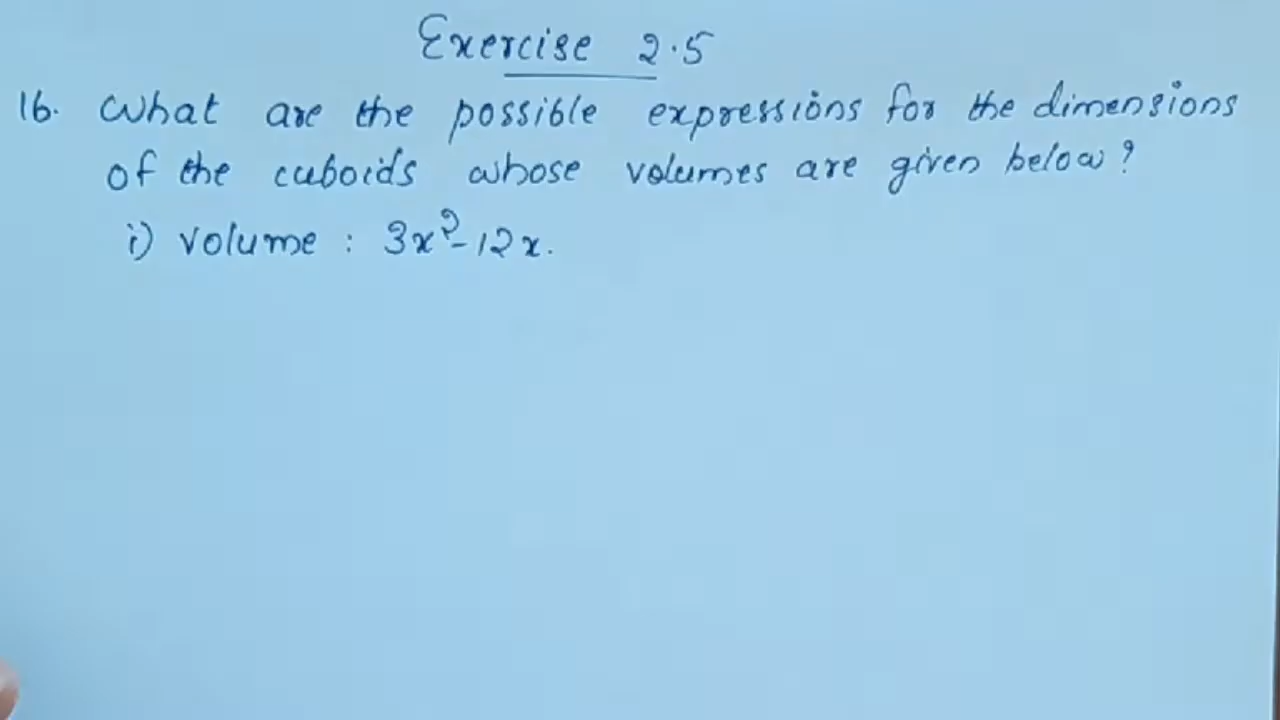 Exercise 2.5
16. What are the possible expressions for the dimensions
of the cuboids whose volumes are given below?
i) volume : 3x²-12x.